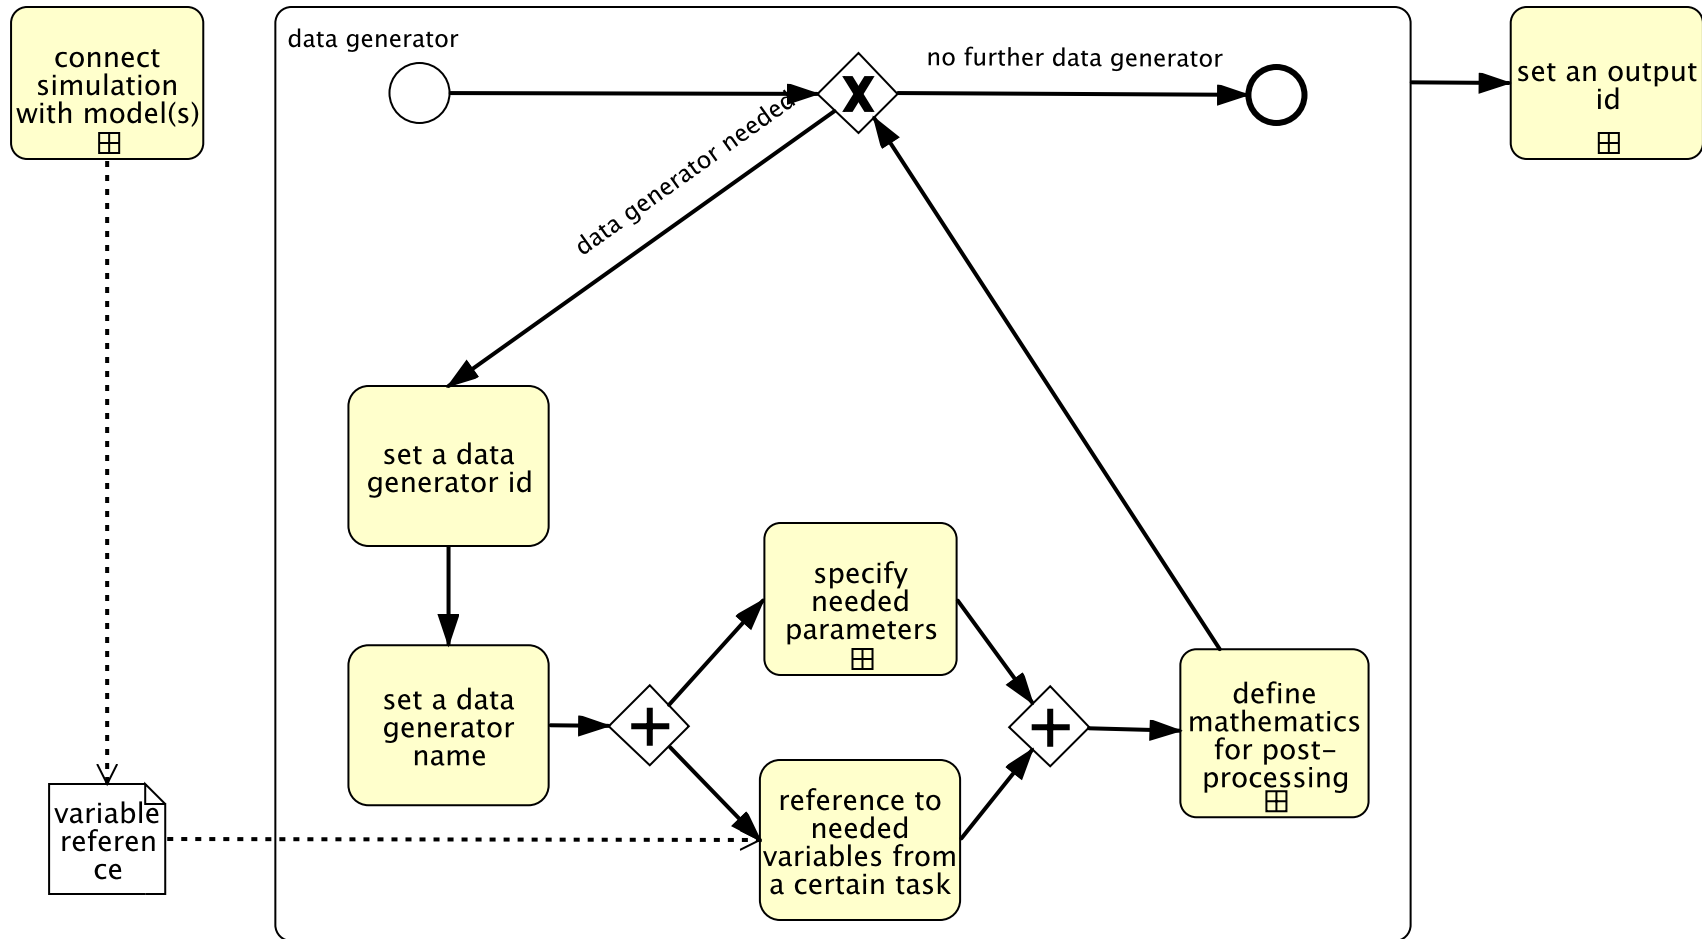 connect
simulation
with model(s)
data generator
no further data generator
set an output
id
data generator needed
set a data
generator id
specify
needed
parameters
set a data
generator
name
define
mathematics
for post-
processing
variable
referen
ce
reference to
needed
variables from
a certain task